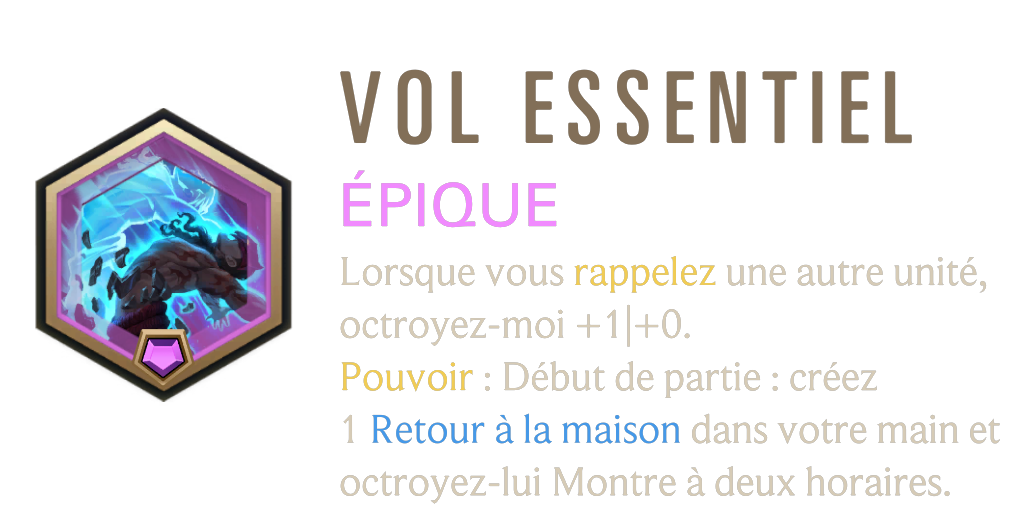 VOL ESSENTIEL
ÉPIQUE
Lorsque vous rappelez une autre unité,
octroyez-moi +1|+0.
Pouvoir : Début de partie : créez
1 Retour à la maison dans votre main et
octroyez-lui Montre à deux horaires.